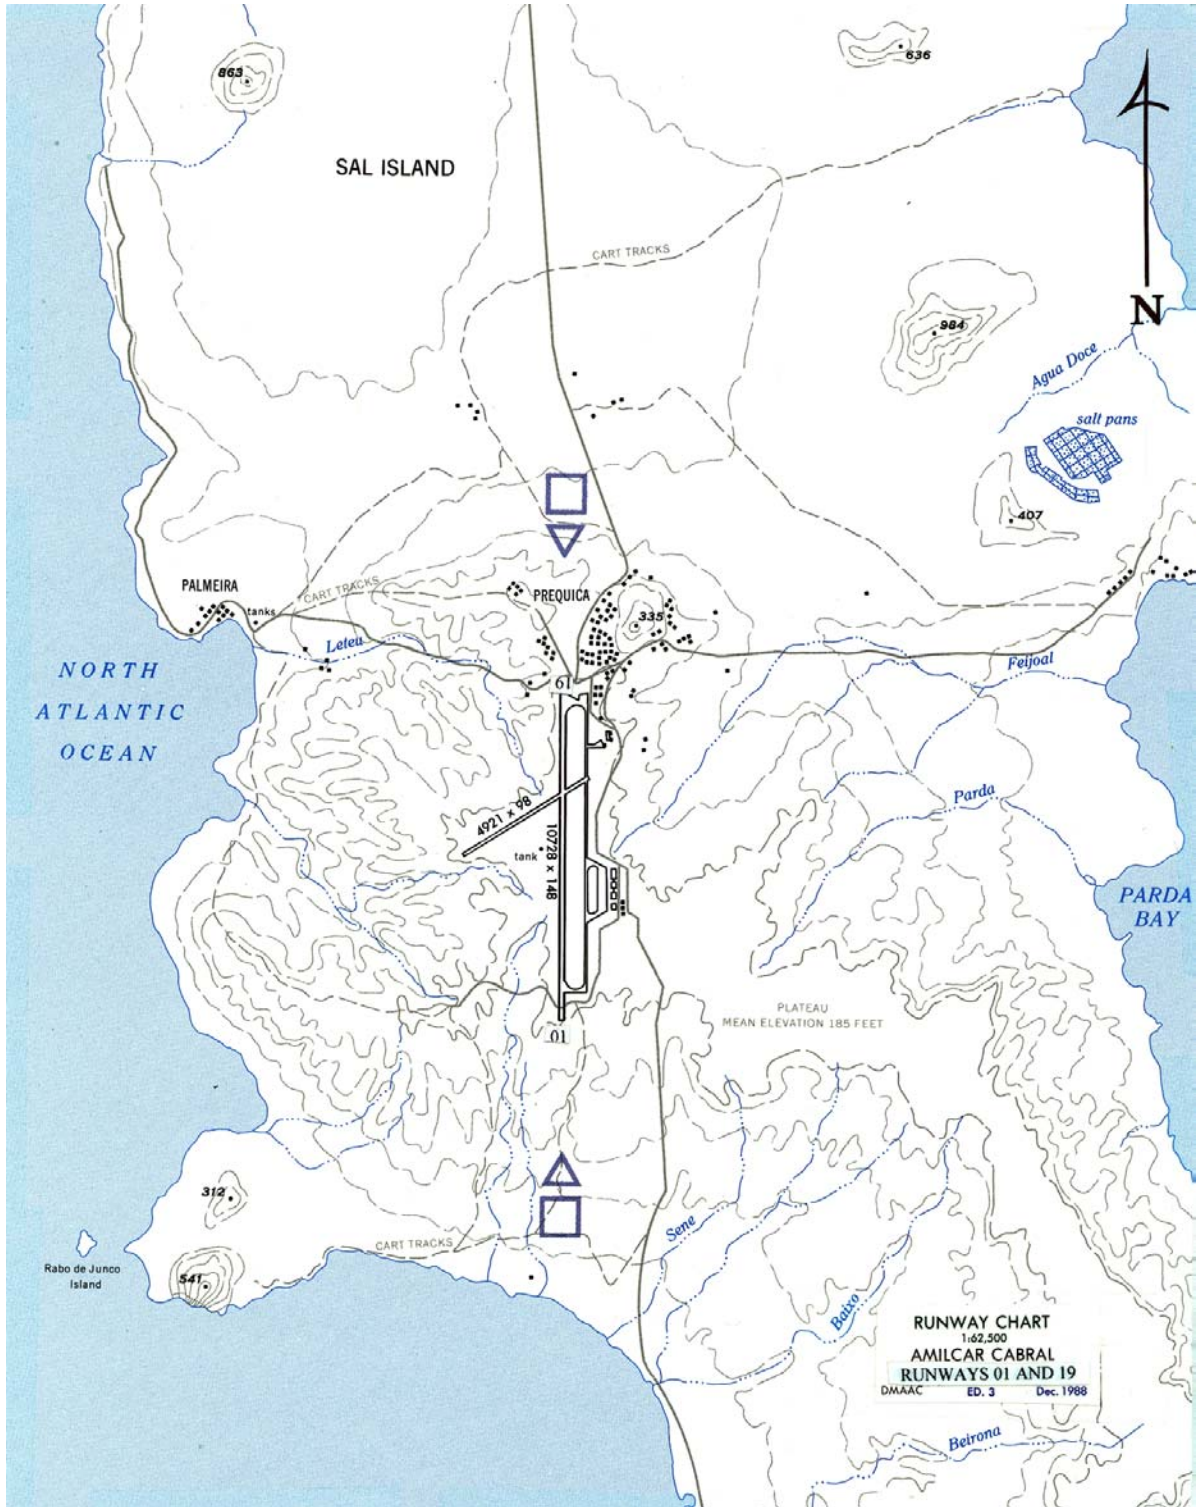 863
636
SAL ISLAND
CART TRACKS
984
N
Agua Doce
salt pans
407
PALMEIRA
tanks
CART TRACKS
PREQUICA
335
Leteu
Feijoal
NORTH
ATLANTIC
OCEAN
19
Parda
4921 x 98
tank
10728 x 148
PARDA
BAY
PLATEAU
MEAN ELEVATION 185 FEET
01
312
Sene
CART TRACKS
Rabo de Junco
Island
541
Baixo
RUNWAY CHART
1:62,500
AMILCAR CABRAL
RUNWAYS 01 AND 19
DMAAC ED. 3 Dec. 1988
Beirona